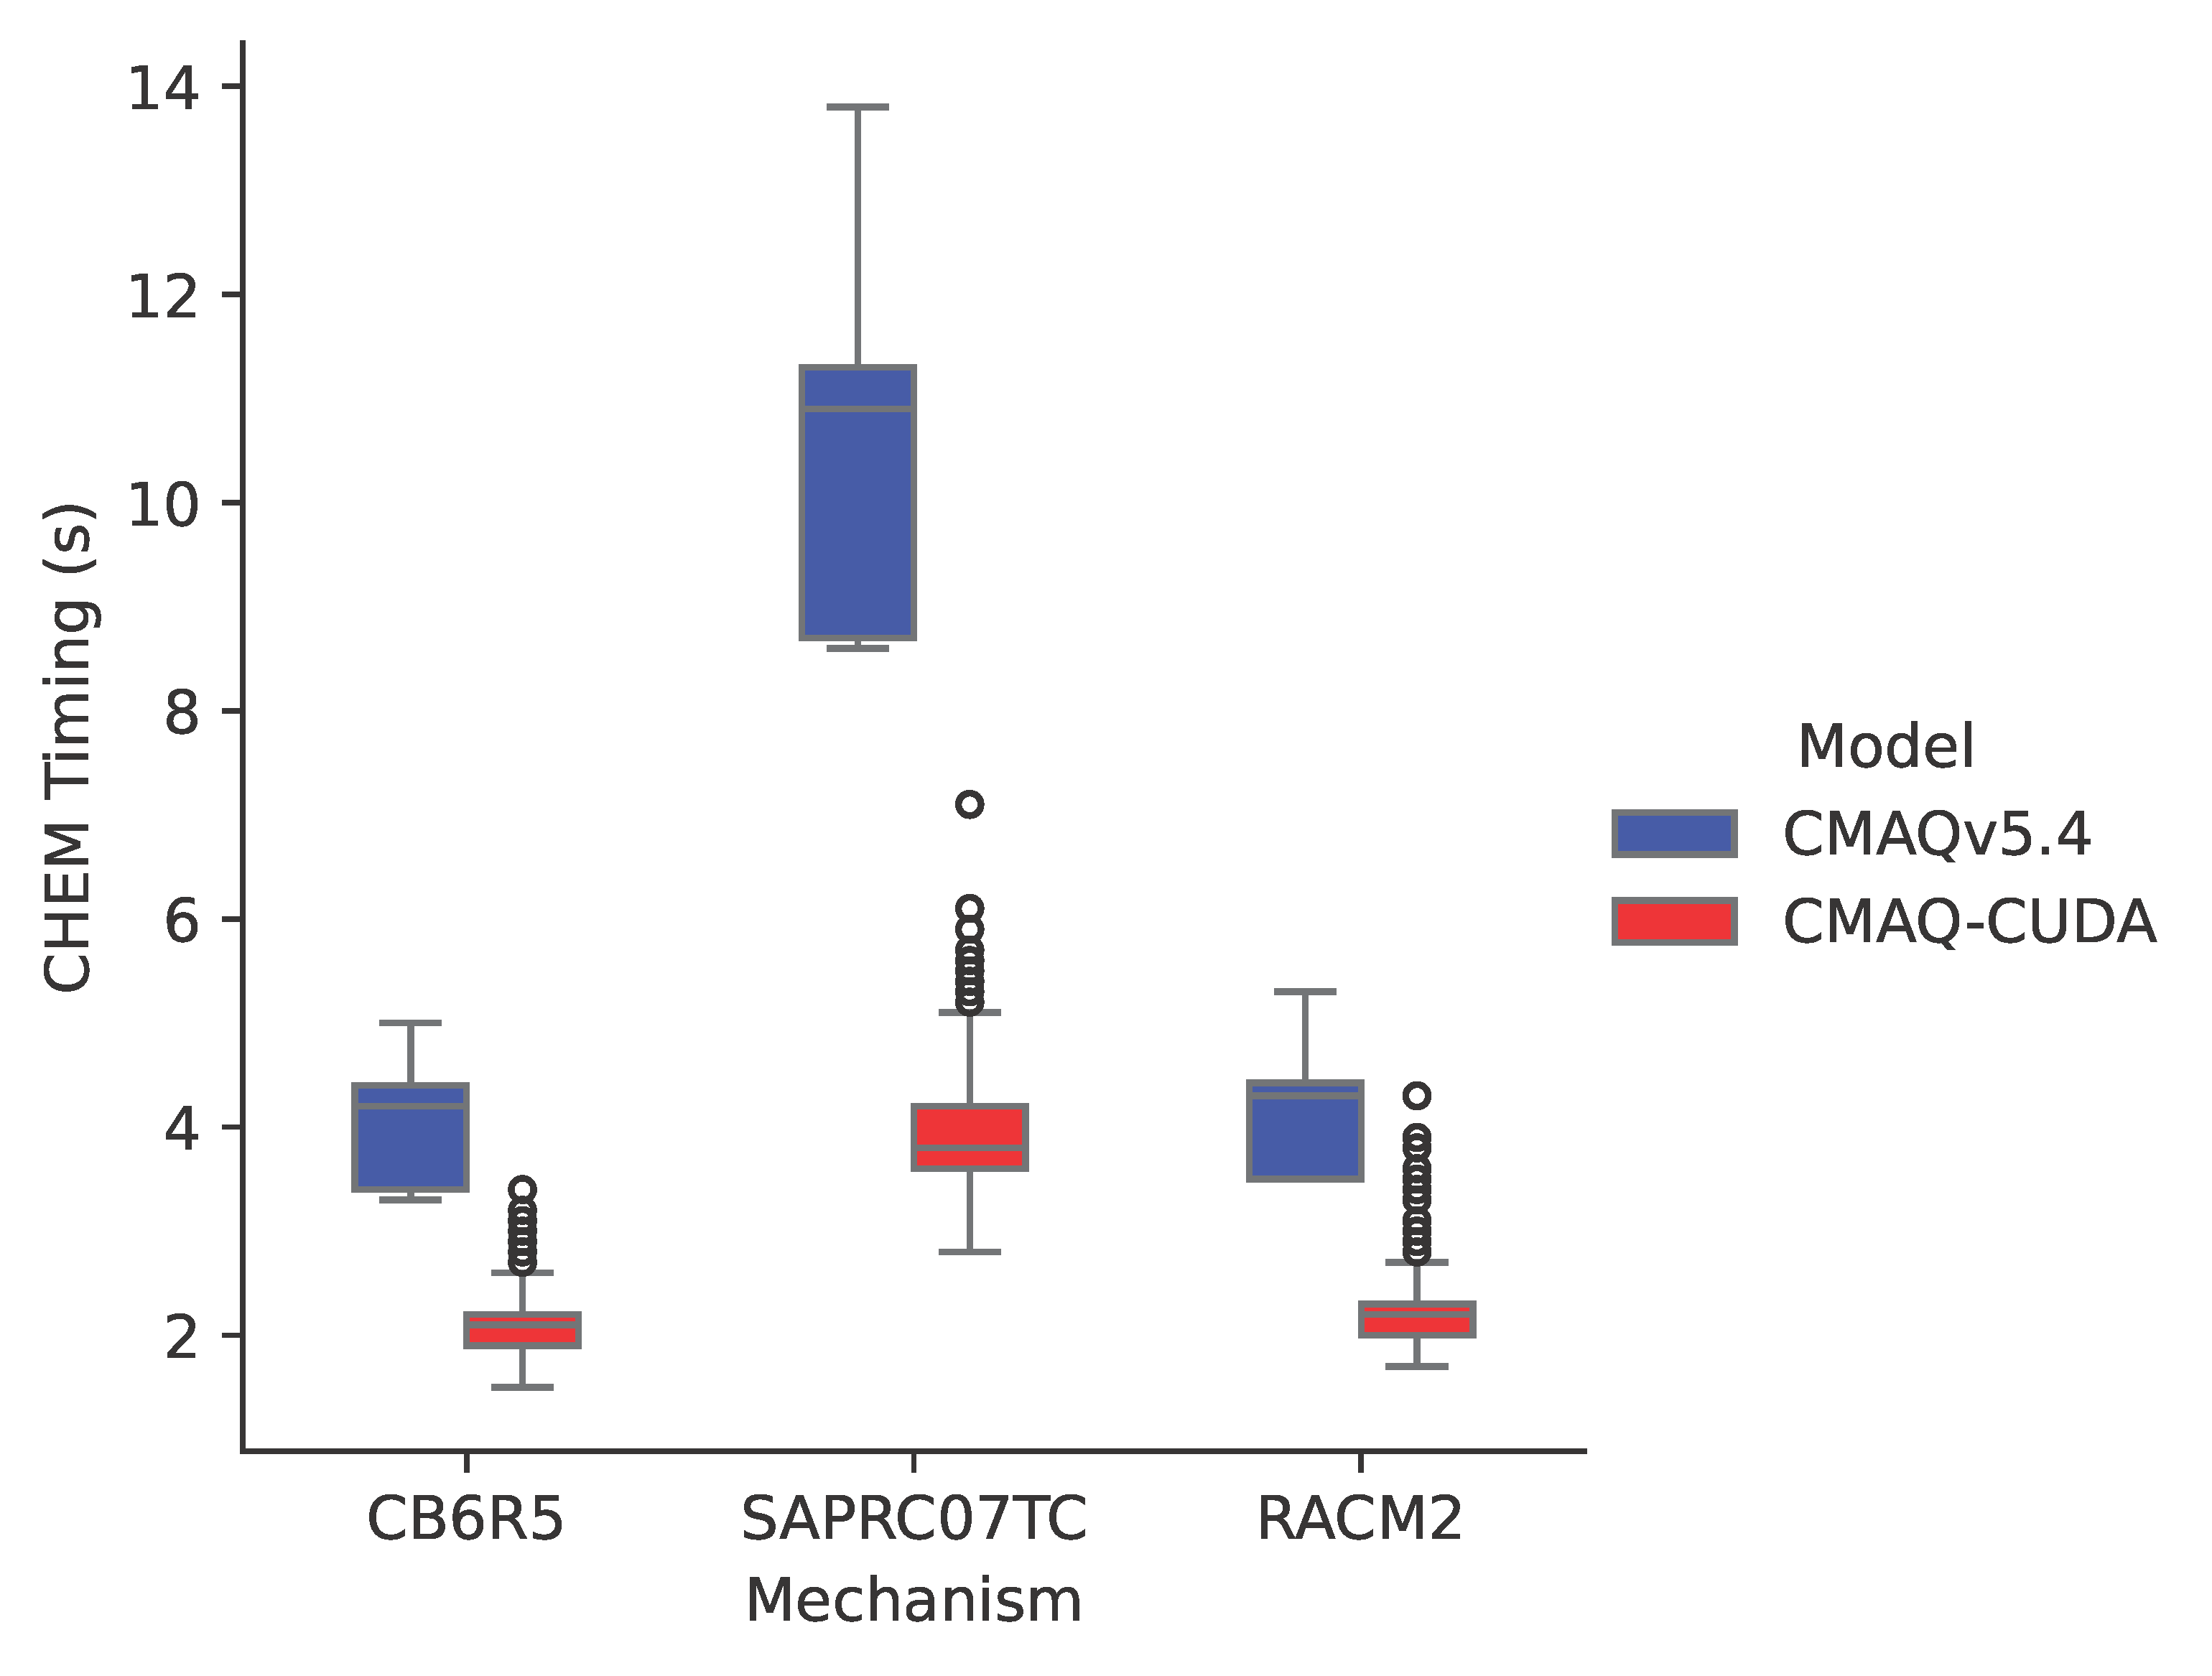 CHEM Timing (s)
14
12
10
8
6
4
2
CB6R5
SAPRC07TC
RACM2
Mechanism
Model
CMAQv5.4
CMAQ-CUDA